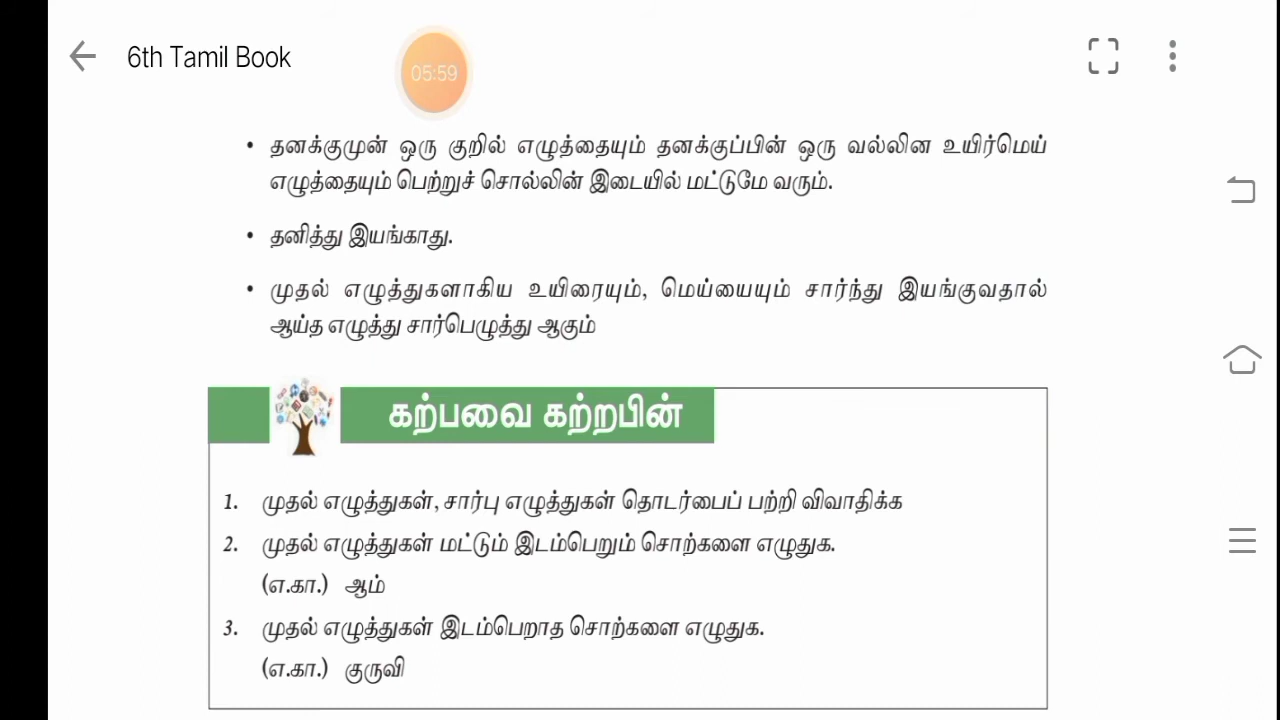 6th Tamil Book
05:59
• தனக்குமுன் ஒரு குறில் எழுத்தையும் தனக்குப்பின் ஒரு வல்லின உயிர்மெய்
எழுத்தையும் பெற்றுச் சொல்லின் இடையில் மட்டுமே வரும்.
• தனித்து இயங்காது.
• முதல் எழுத்துகளாகிய உயிரையும், மெய்யையும் சார்ந்து இயங்குவதால்
ஆய்த எழுத்து சார்பெழுத்து ஆகும்
கற்பவை கற்றபின்
1. முதல் எழுத்துகள், சார்பு எழுத்துகள் தொடர்பைப் பற்றி விவாதிக்க
2. முதல் எழுத்துகள் மட்டும் இடம்பெறும் சொற்களை எழுதுக.
(எ.கா.) ஆம்
3. முதல் எழுத்துகள் இடம்பெறாத சொற்களை எழுதுக.
(எ.கா.) குருவி